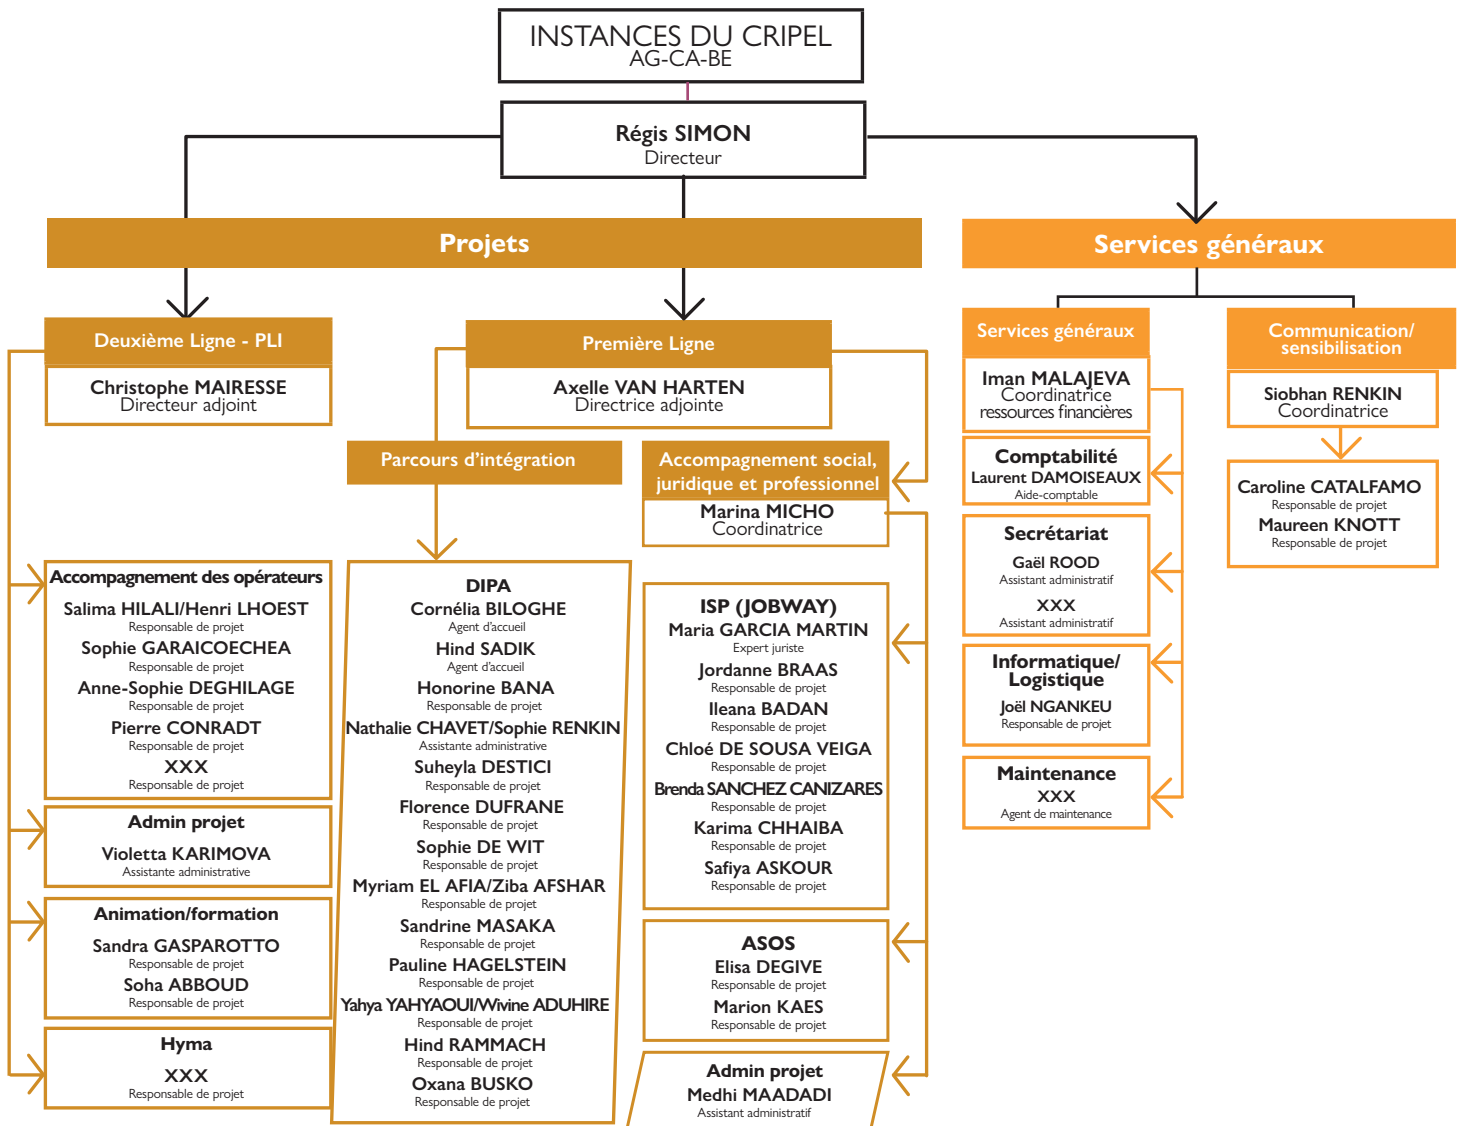 INSTANCES DU CRIPEL
AG-CA-BE
Régis SIMON
Directeur
Projets
Services généraux
Deuxième Ligne - PLI
Christophe MAIRESSE
Directeur adjoint
Première Ligne
Axelle VAN HARTEN
Directrice adjointe
Services généraux
Iman MALAJEVA
Coordinatrice
ressources financières
Communication/
sensibilisation
Siobhan RENKIN
Coordinatrice
Parcours d'intégration
Accompagnement social,
juridique et professionnel
Marina MICHO
Coordinatrice
Accompagnement des opérateurs
Salima HILALI/Henri LHOEST
Responsable de projet
Sophie GARAICOECHEA
Responsable de projet
Anne-Sophie DEGHILAGE
Responsable de projet
Pierre CONRADT
Responsable de projet
XXX
Responsable de projet
Admin projet
Violetta KARIMOVA
Assistante administrative
Animation/formation
Sandra GASPAROTTO
Responsable de projet
Soha ABBOUD
Responsable de projet
Hyma
XXX
Responsable de projet
DIPA
Cornélia BILOGHE
Agent d'accueil
Hind SADIK
Agent d'accueil
Honorine BANA
Responsable de projet
Nathalie CHAVET/Sophie RENKIN
Assistante administrative
Suheyla DESTICI
Responsable de projet
Florence DUFRANE
Responsable de projet
Sophie DE WIT
Responsable de projet
Myriam EL AFIA/Ziba AFSHAR
Responsable de projet
Sandrine MASAKA
Responsable de projet
Pauline HAGELSTEIN
Responsable de projet
Yahya YAHYAOUI/Wivine ADUHIRE
Responsable de projet
Hind RAMMACH
Responsable de projet
Oxana BUSKO
Responsable de projet
ISP (JOBWAY)
Maria GARCIA MARTIN
Expert juriste
Jordanne BRAAS
Responsable de projet
Ileana BADAN
Responsable de projet
Chloé DE SOUSA VEIGA
Responsable de projet
Brenda SANCHEZ CANIZARES
Responsable de projet
Karima CHHAIBA
Responsable de projet
Safiya ASKOUR
Responsable de projet
ASOS
Elisa DEGIVE
Responsable de projet
Marion KAES
Responsable de projet
Admin projet
Medhi MAADADI
Assistant administratif
Comptabilité
Laurent DAMOISEAUX
Aide-comptable
Secrétariat
Gaël ROOD
Assistant administratif
XXX
Assistant administratif
Informatique/
Logistique
Joël NGANKEU
Responsable de projet
Maintenance
XXX
Agent de maintenance
Caroline CATALFAMO
Responsable de projet
Maureen KNOTT
Responsable de projet